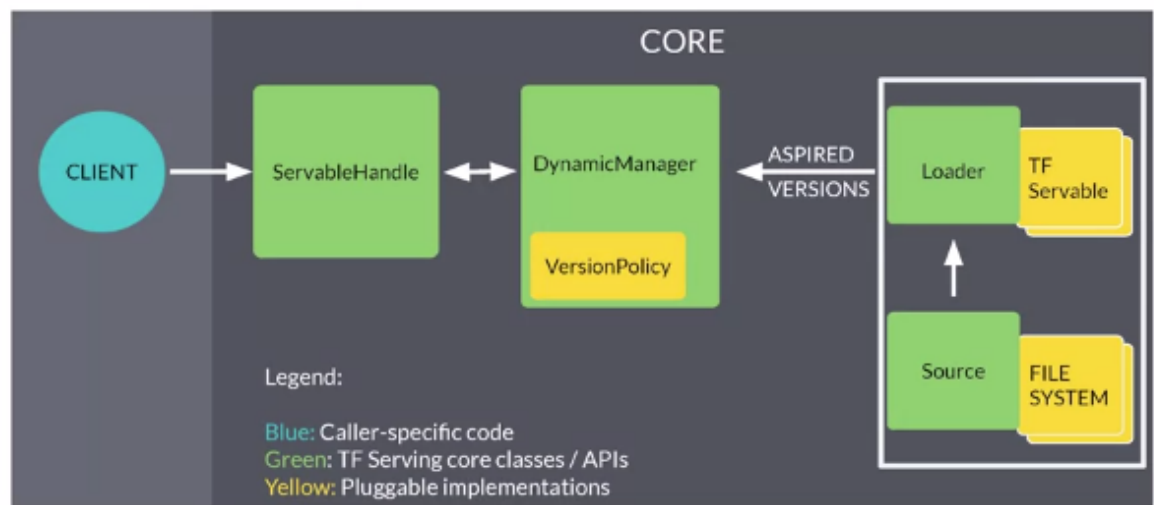 CORE
CLIENT
ServableHandle
DynamicManager
VersionPolicy
ASPIRED
VERSIONS
Loader
TF
Servable
Source
FILE
SYSTEM
Legend:
Blue: Caller-specific code
Green: TF Serving core classes / APIs
Yellow: Pluggable implementations